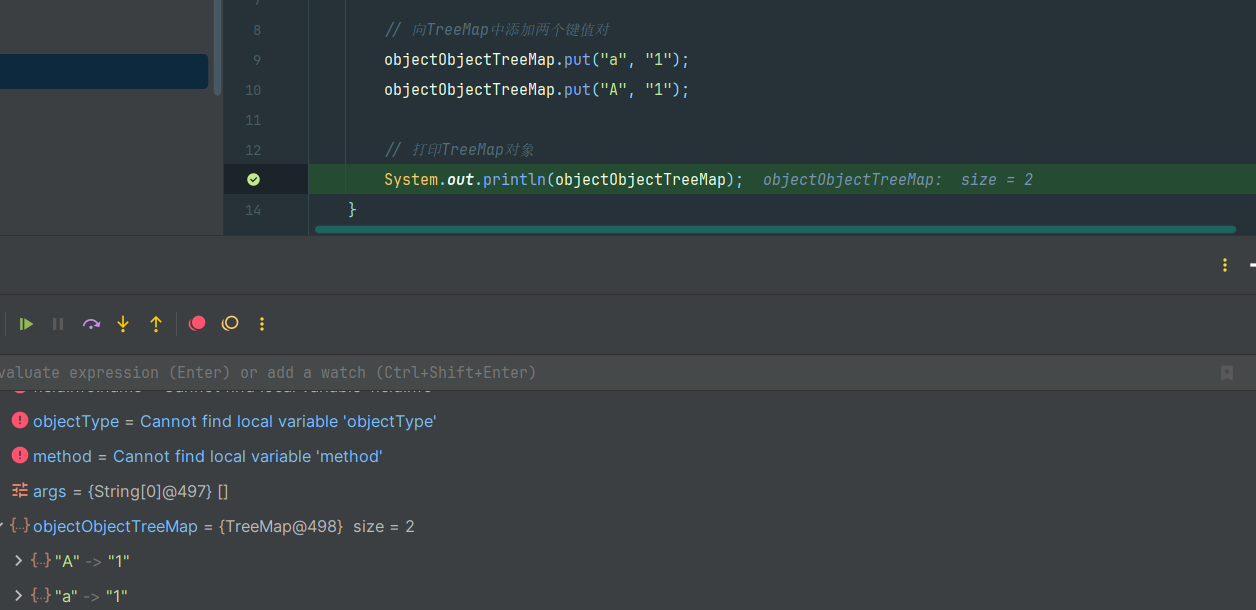 8 // 向TreeMap中添加两个键值对
9 objectObjectTreeMap.put("a", "1");
10 objectObjectTreeMap.put("A", "1");
11
12 // 打印TreeMap对象
System.out.println(objectObjectTreeMap); objectObjectTreeMap: size = 2
14 }
valuate expression (Enter) or add a watch (Ctrl+Shift+Enter)
objectType = Cannot find local variable 'objectType'
method = Cannot find local variable 'method'
args = {String[0]@497} []
{...} objectObjectTreeMap = {TreeMap@498} size = 2
{...} "A" -> "1"
{...} "a" -> "1"